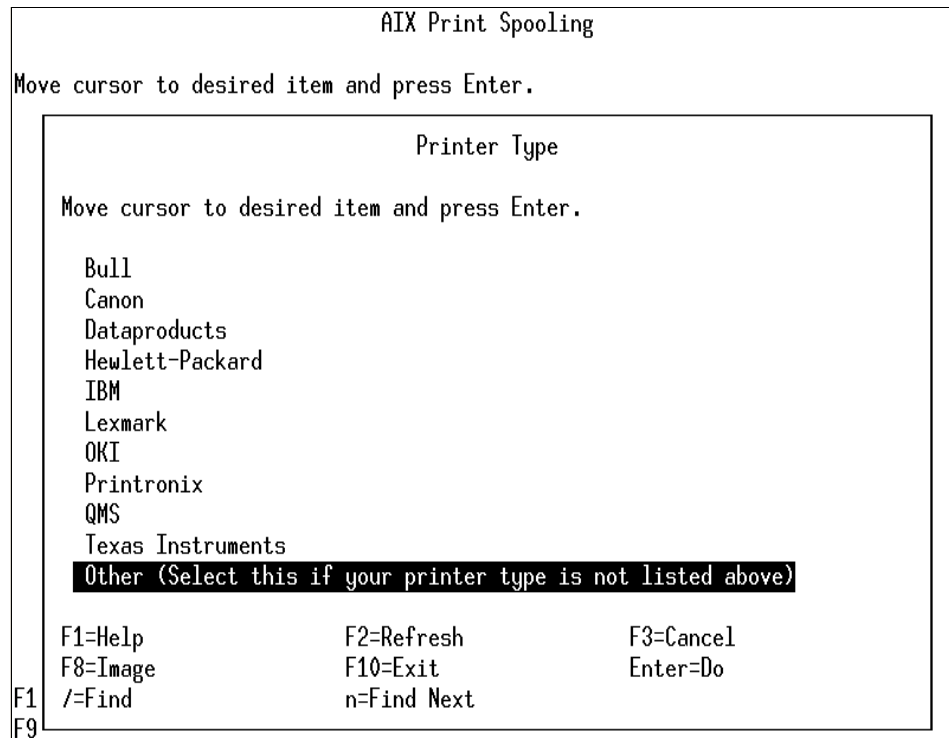 AIX Print Spooling
Move cursor to desired item and press Enter.
Printer Type
Move cursor to desired item and press Enter.
Bull
Canon
Dataproducts
Hewlett-Packard
IBM
Lexmark
OKI
Printronix
QMS
Texas Instruments
Other (Select this if your printer type is not listed above)
F1=Help F2=Refresh F3=Cancel
F8=Image F10=Exit Enter=Do
F1 /=Find n=Find Next
F9